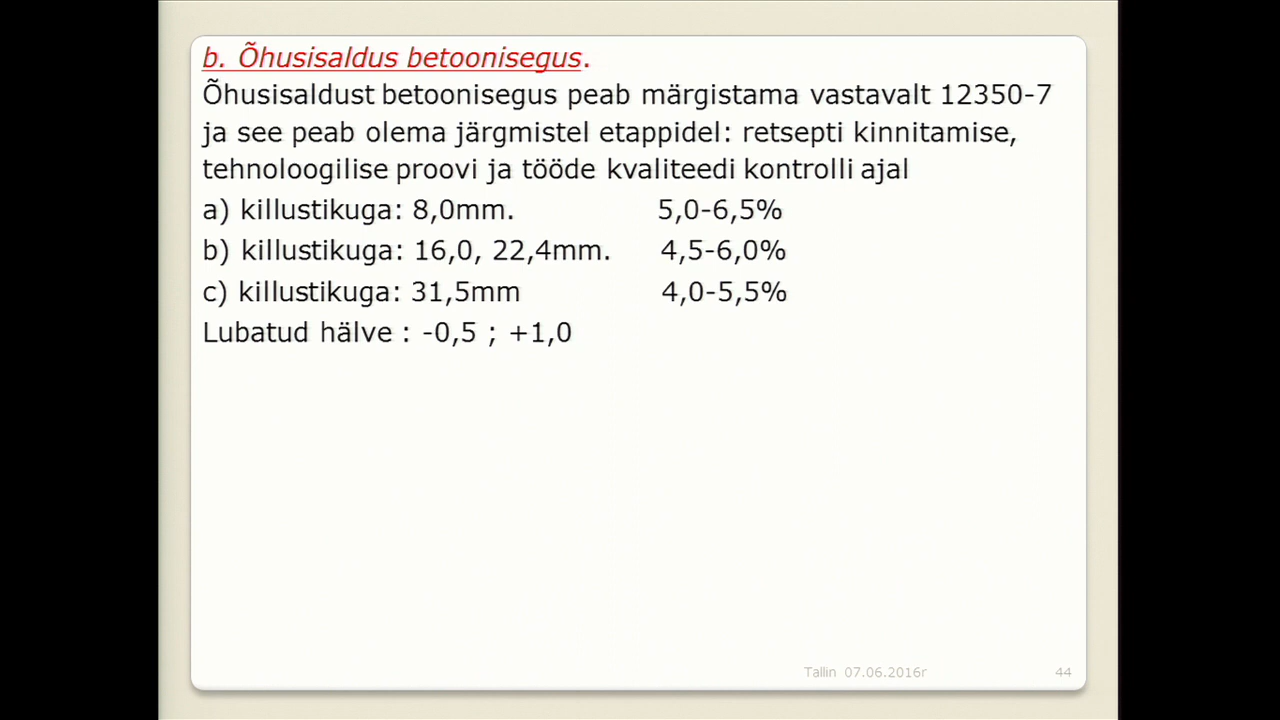 b. Õhusisaldus betoonisegus.
Õhusisaldust betoonisegus peab märgistama vastavalt 12350-7
ja see peab olema järgmistel etappidel: retsepti kinnitamise,
tehnoloogilise proovi ja tööde kvaliteedi kontrolli ajal
a) killustikuga: 8,0mm. 5,0-6,5%
b) killustikuga: 16,0, 22,4mm. 4,5-6,0%
c) killustikuga: 31,5mm 4,0-5,5%
Lubatud hälve : -0,5 ; +1,0
Tallin 07.06.2016r 44